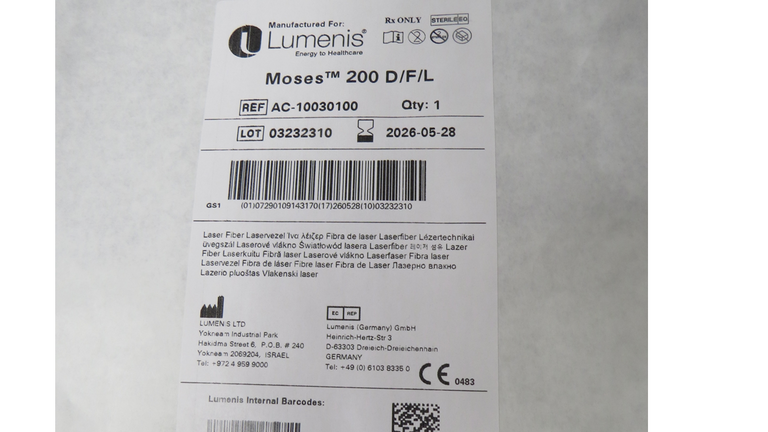 Manufactured For:
Lumenis®
Energy to Healthcare
Rx ONLY STERILE EO
Moses™ 200 D/F/L
REF AC-10030100 Qty: 1
LOT 03232310 2026-05-28
GS1 (01)07290109143170(17)260528(10)03232310
Laser Fiber Laservezel Ίνα λέιζερ Fibra de laser Laserfiber Lézertechnikai
üvegszál Laserové vlákno Światłowód lasera Laserfiber 레이저 섬유 Lazer
Fiber Laserkuitu Fibră laser Laserové vlákno Laserfaser Fibra laser
Laservezel Fibra de láser Fibre laser Fibra de Laser Лазерно влакно
Lazerio pluoštas Vlakenski laser
LUMENIS LTD
Yokneam Industrial Park
Hakidma Street 6, P.O.B. # 240
Yokneam 2069204, ISRAEL
Tel: +972 4 959 9000
EC REP
Lumenis (Germany) GmbH
Heinrich-Hertz-Str 3
D-63303 Dreieich-Dreieichenhain
GERMANY
Tel: +49 (0) 6103 8335 0
CE 0483
Lumenis Internal Barcodes: